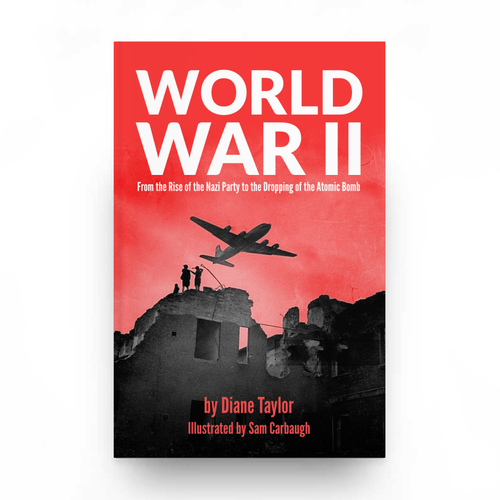 WORLD
WAR II
From the Rise of the Nazi Party to the Dropping of the Atomic Bomb
by Diane Taylor
Illustrated by Sam Carbaugh